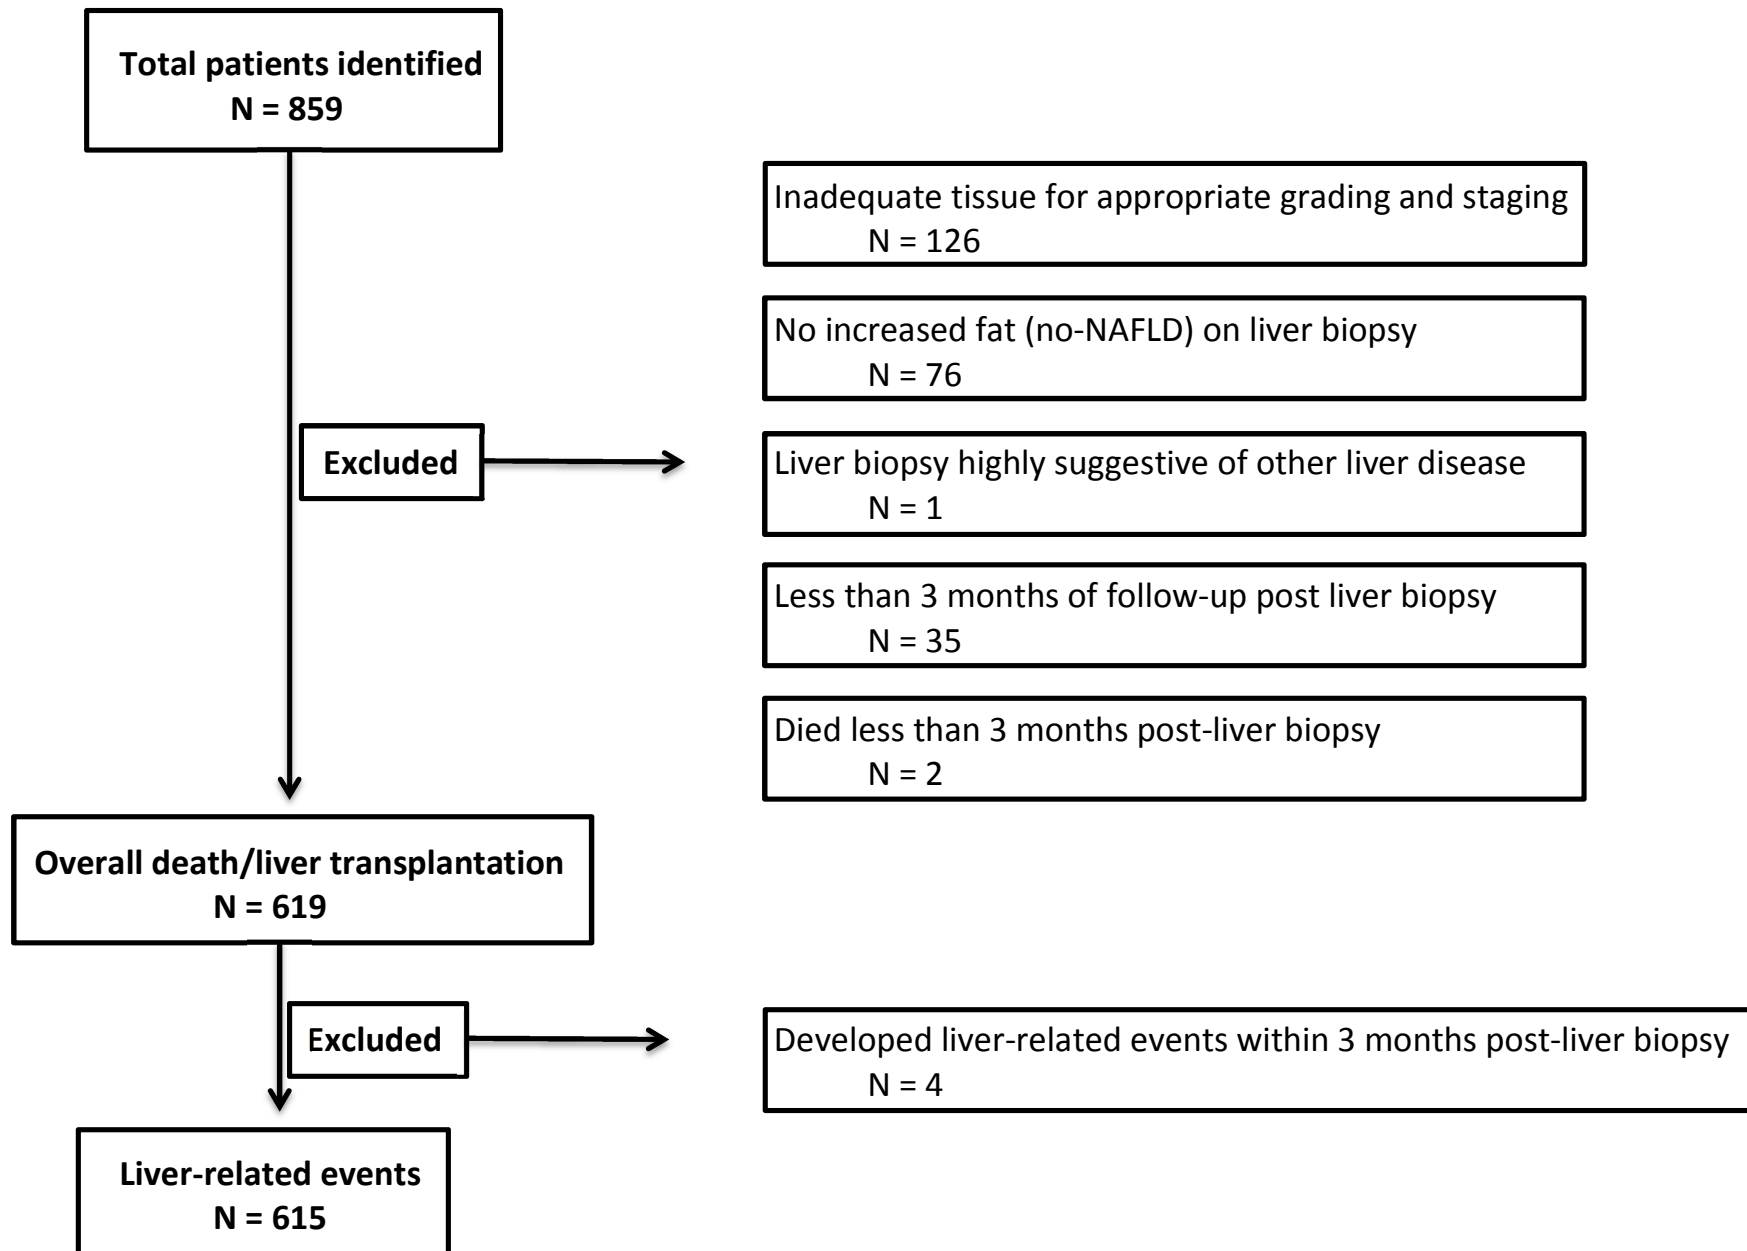 Total patients identified
N = 859
Inadequate tissue for appropriate grading and staging
N = 126
No increased fat (no-NAFLD) on liver biopsy
N = 76
Excluded
Liver biopsy highly suggestive of other liver disease
N = 1
Less than 3 months of follow-up post liver biopsy
N = 35
Died less than 3 months post-liver biopsy
N = 2
Overall death/liver transplantation
N = 619
Excluded
Developed liver-related events within 3 months post-liver biopsy
N = 4
Liver-related events
N = 615